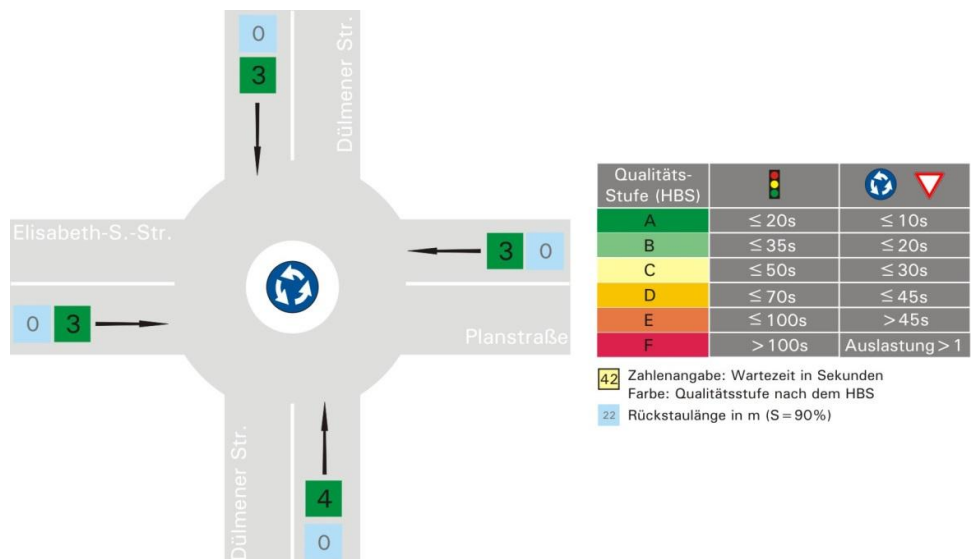 0
3
Dülmener Str.
Elisabeth-S.-Str.
3 0
0 3
Planstraße
Dülmener Str.
4
0
Qualitäts-
Stufe (HBS)
A ≤ 20s ≤ 10s
B ≤ 35s ≤ 20s
C ≤ 50s ≤ 30s
D ≤ 70s ≤ 45s
E ≤ 100s > 45s
F > 100s Auslastung > 1
42 Zahlenangabe: Wartezeit in Sekunden
Farbe: Qualitätsstufe nach dem HBS
22 Rückstaulänge in m (S = 90%)